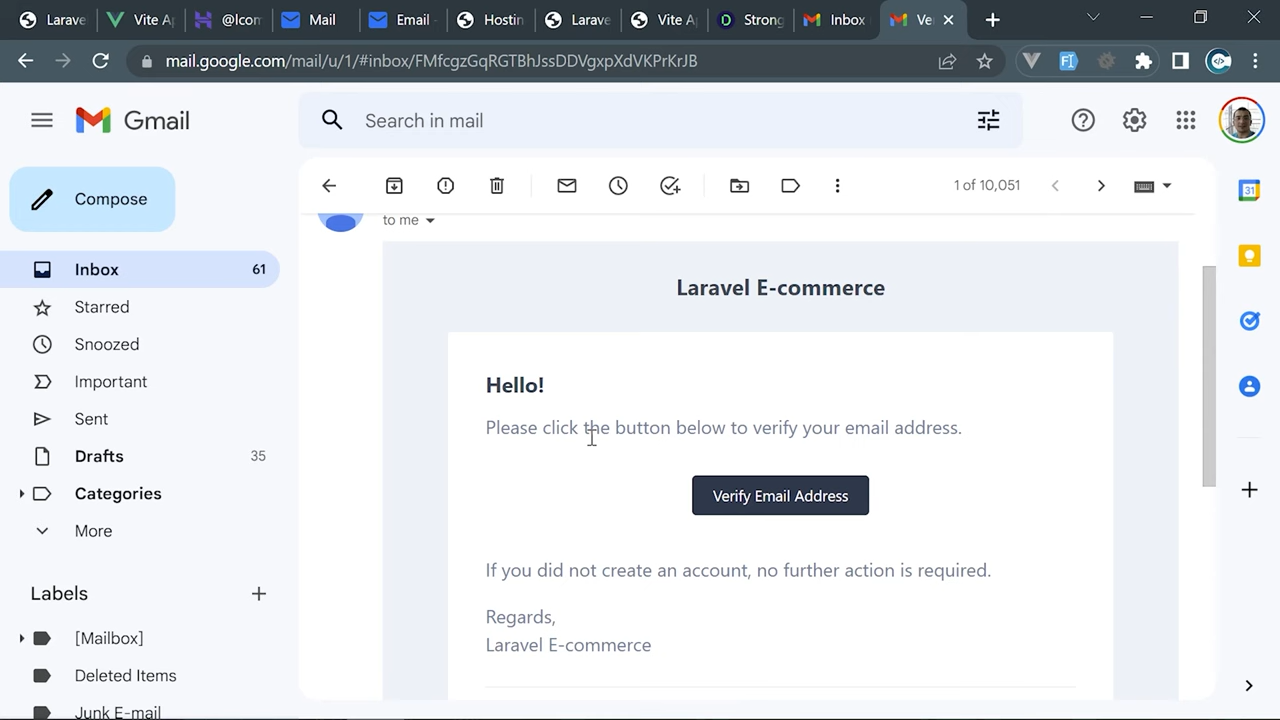 Larave
Vite A
@lcom
Mail
Email
Hostin
Larave
Vite A
Strong
Inbox
Ve
mail.google.com/mail/u/1/#inbox/FMfcgzGqRGTBhJssDDVgxpXdVKPrKrJB
Gmail
Search in mail
Compose
1 of 10,051
to me
Inbox 61
Starred
Snoozed
Important
Sent
Drafts 35
Categories
More
Labels
[Mailbox]
Deleted Items
Junk E-mail
Laravel E-commerce
Hello!
Please click the button below to verify your email address.
Verify Email Address
If you did not create an account, no further action is required.
Regards,
Laravel E-commerce
31